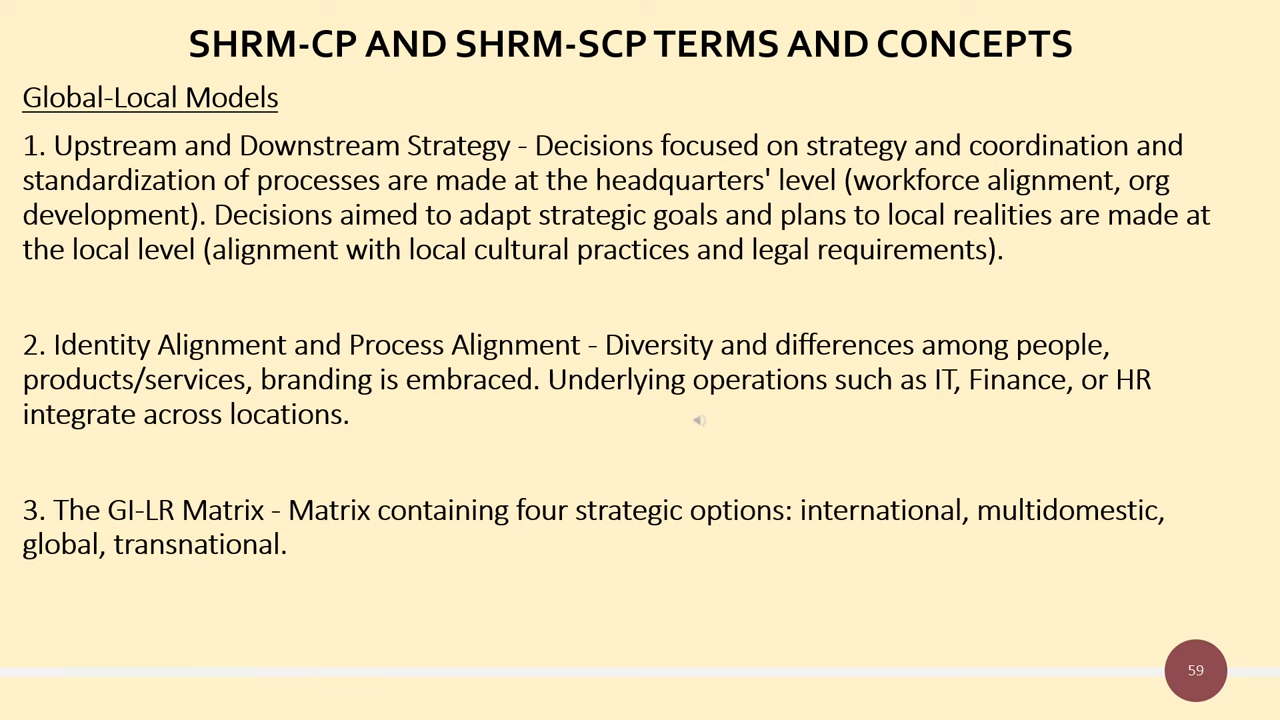 SHRM-CP AND SHRM-SCP TERMS AND CONCEPTS
Global-Local Models
1. Upstream and Downstream Strategy - Decisions focused on strategy and coordination and
standardization of processes are made at the headquarters' level (workforce alignment, org
development). Decisions aimed to adapt strategic goals and plans to local realities are made at
the local level (alignment with local cultural practices and legal requirements).
2. Identity Alignment and Process Alignment - Diversity and differences among people,
products/services, branding is embraced. Underlying operations such as IT, Finance, or HR
integrate across locations.
3. The GI-LR Matrix - Matrix containing four strategic options: international, multidomestic,
global, transnational.
59